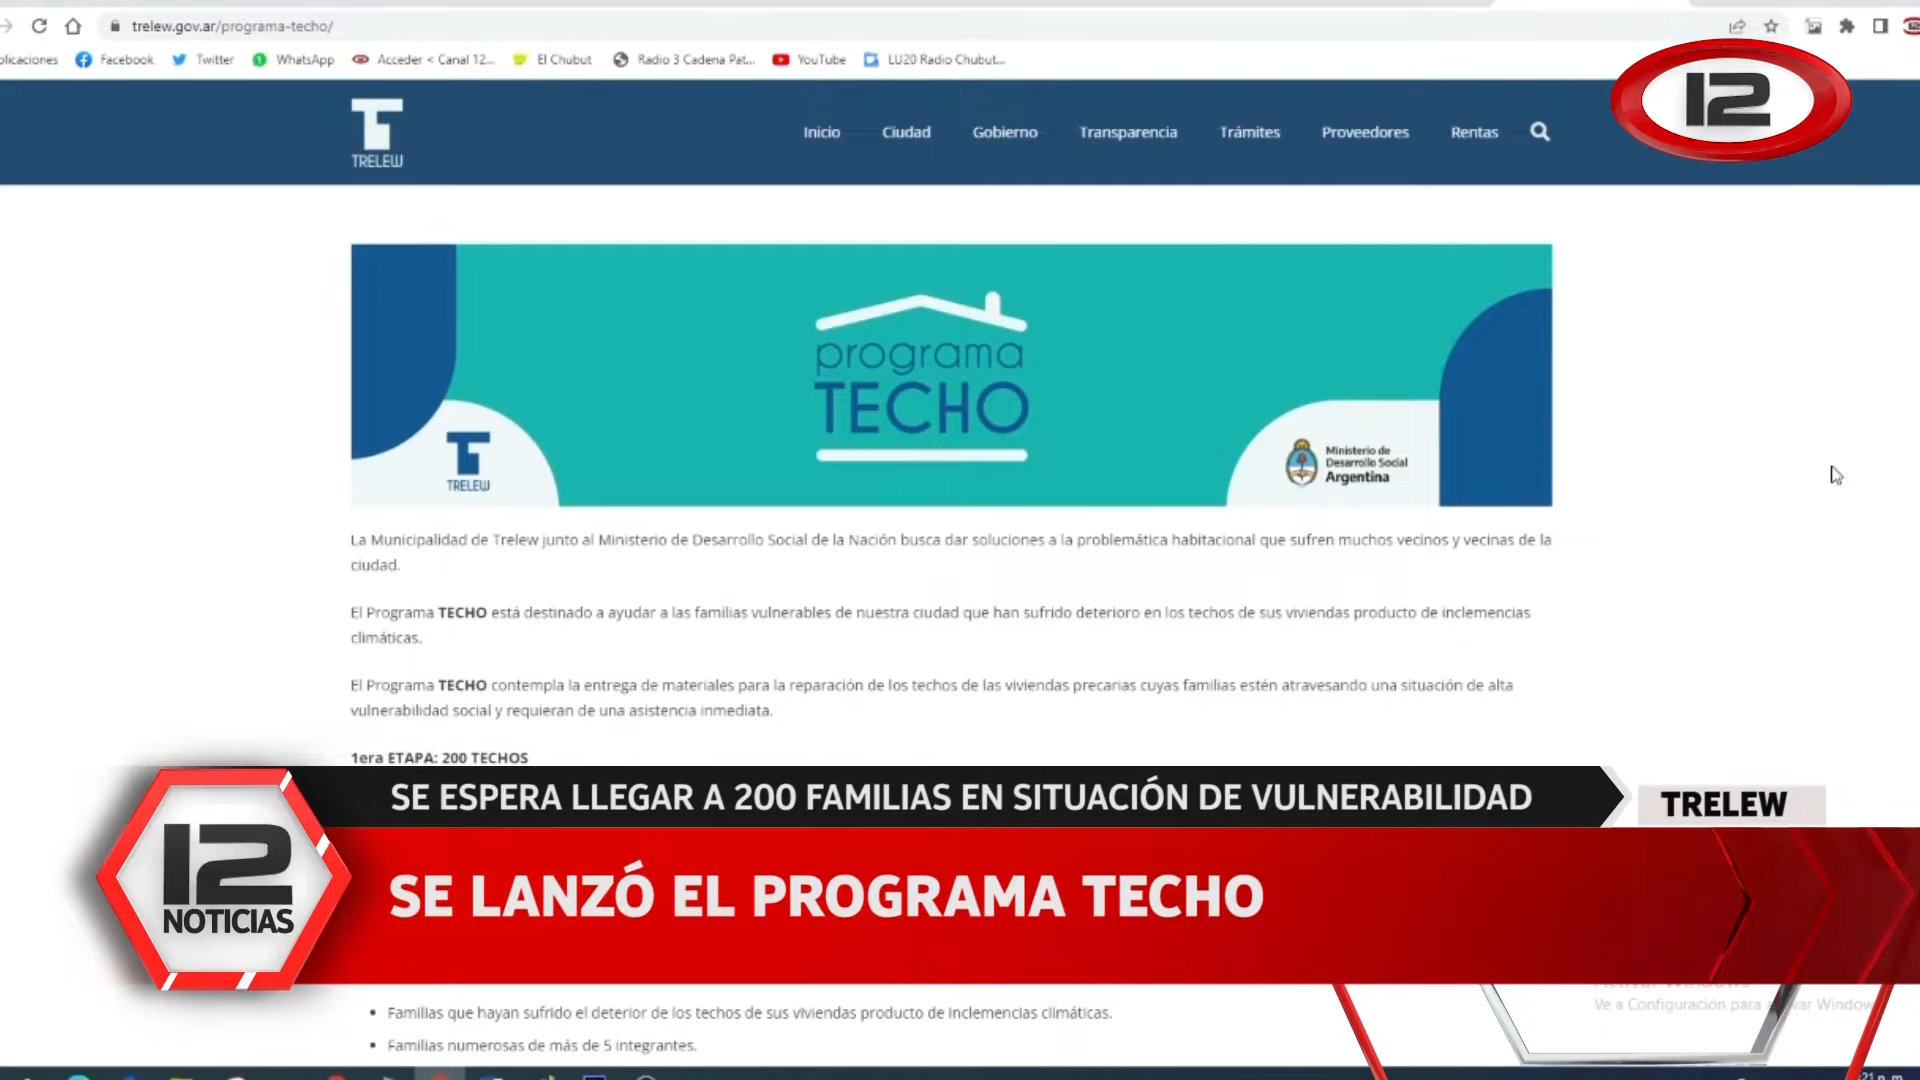 trelew.gov.ar/programa-techo/
plicaciones Facebook Twitter WhatsApp Acceder < Canal 12... El Chubut Radio 3 Cadena Pat... YouTube LU20 Radio Chubut...
12
TRELEW
Inicio Ciudad Gobierno Transparencia Trámites Proveedores Rentas
programa
TECHO
TRELEW
Ministerio de
Desarrollo Social
Argentina
La Municipalidad de Trelew junto al Ministerio de Desarrollo Social de la Nación busca dar soluciones a la problemática habitacional que sufren muchos vecinos y vecinas de la
ciudad.
El Programa TECHO está destinado a ayudar a las familias vulnerables de nuestra ciudad que han sufrido deterioro en los techos de sus viviendas producto de inclemencias
climáticas.
El Programa TECHO contempla la entrega de materiales para la reparación de los techos de las viviendas precarias cuyas familias estén atravesando una situación de alta
vulnerabilidad social y requieran de una asistencia inmediata.
1era ETAPA: 200 TECHOS
SE ESPERA LLEGAR A 200 FAMILIAS EN SITUACIÓN DE VULNERABILIDAD
TRELEW
12
NOTICIAS
SE LANZÓ EL PROGRAMA TECHO
Ve a Configuración para
• Familias que hayan sufrido el deterior de los techos de sus viviendas producto de inclemencias climáticas.
• Familias numerosas de más de 5 integrantes.